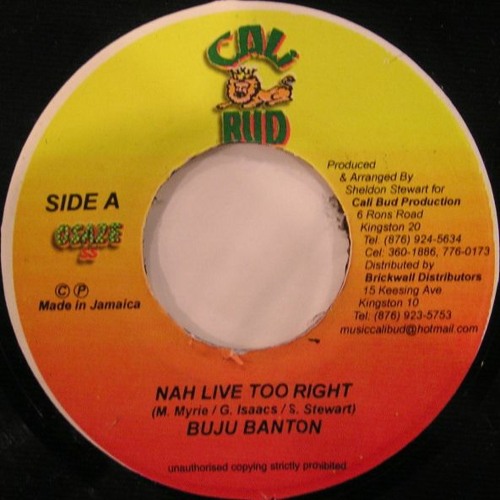 CALI
BUD
SIDE A
Ⓒ Ⓟ
Made in Jamaica
Produced
& Arranged By
Sheldon Stewart for
Cali Bud Production
6 Rons Road
Kingston 20
Tel. (876) 924-5634
Cel: 360-1886, 776-0173
Distributed by
Brickwall Distributors
15 Keesing Ave
Kingston 10
Tel: (876) 923-5753
musiccalibud@hotmail.com
NAH LIVE TOO RIGHT
(M. Myrie / G. Isaacs / S. Stewart)
BUJU BANTON
unauthorised copying strictly prohibited